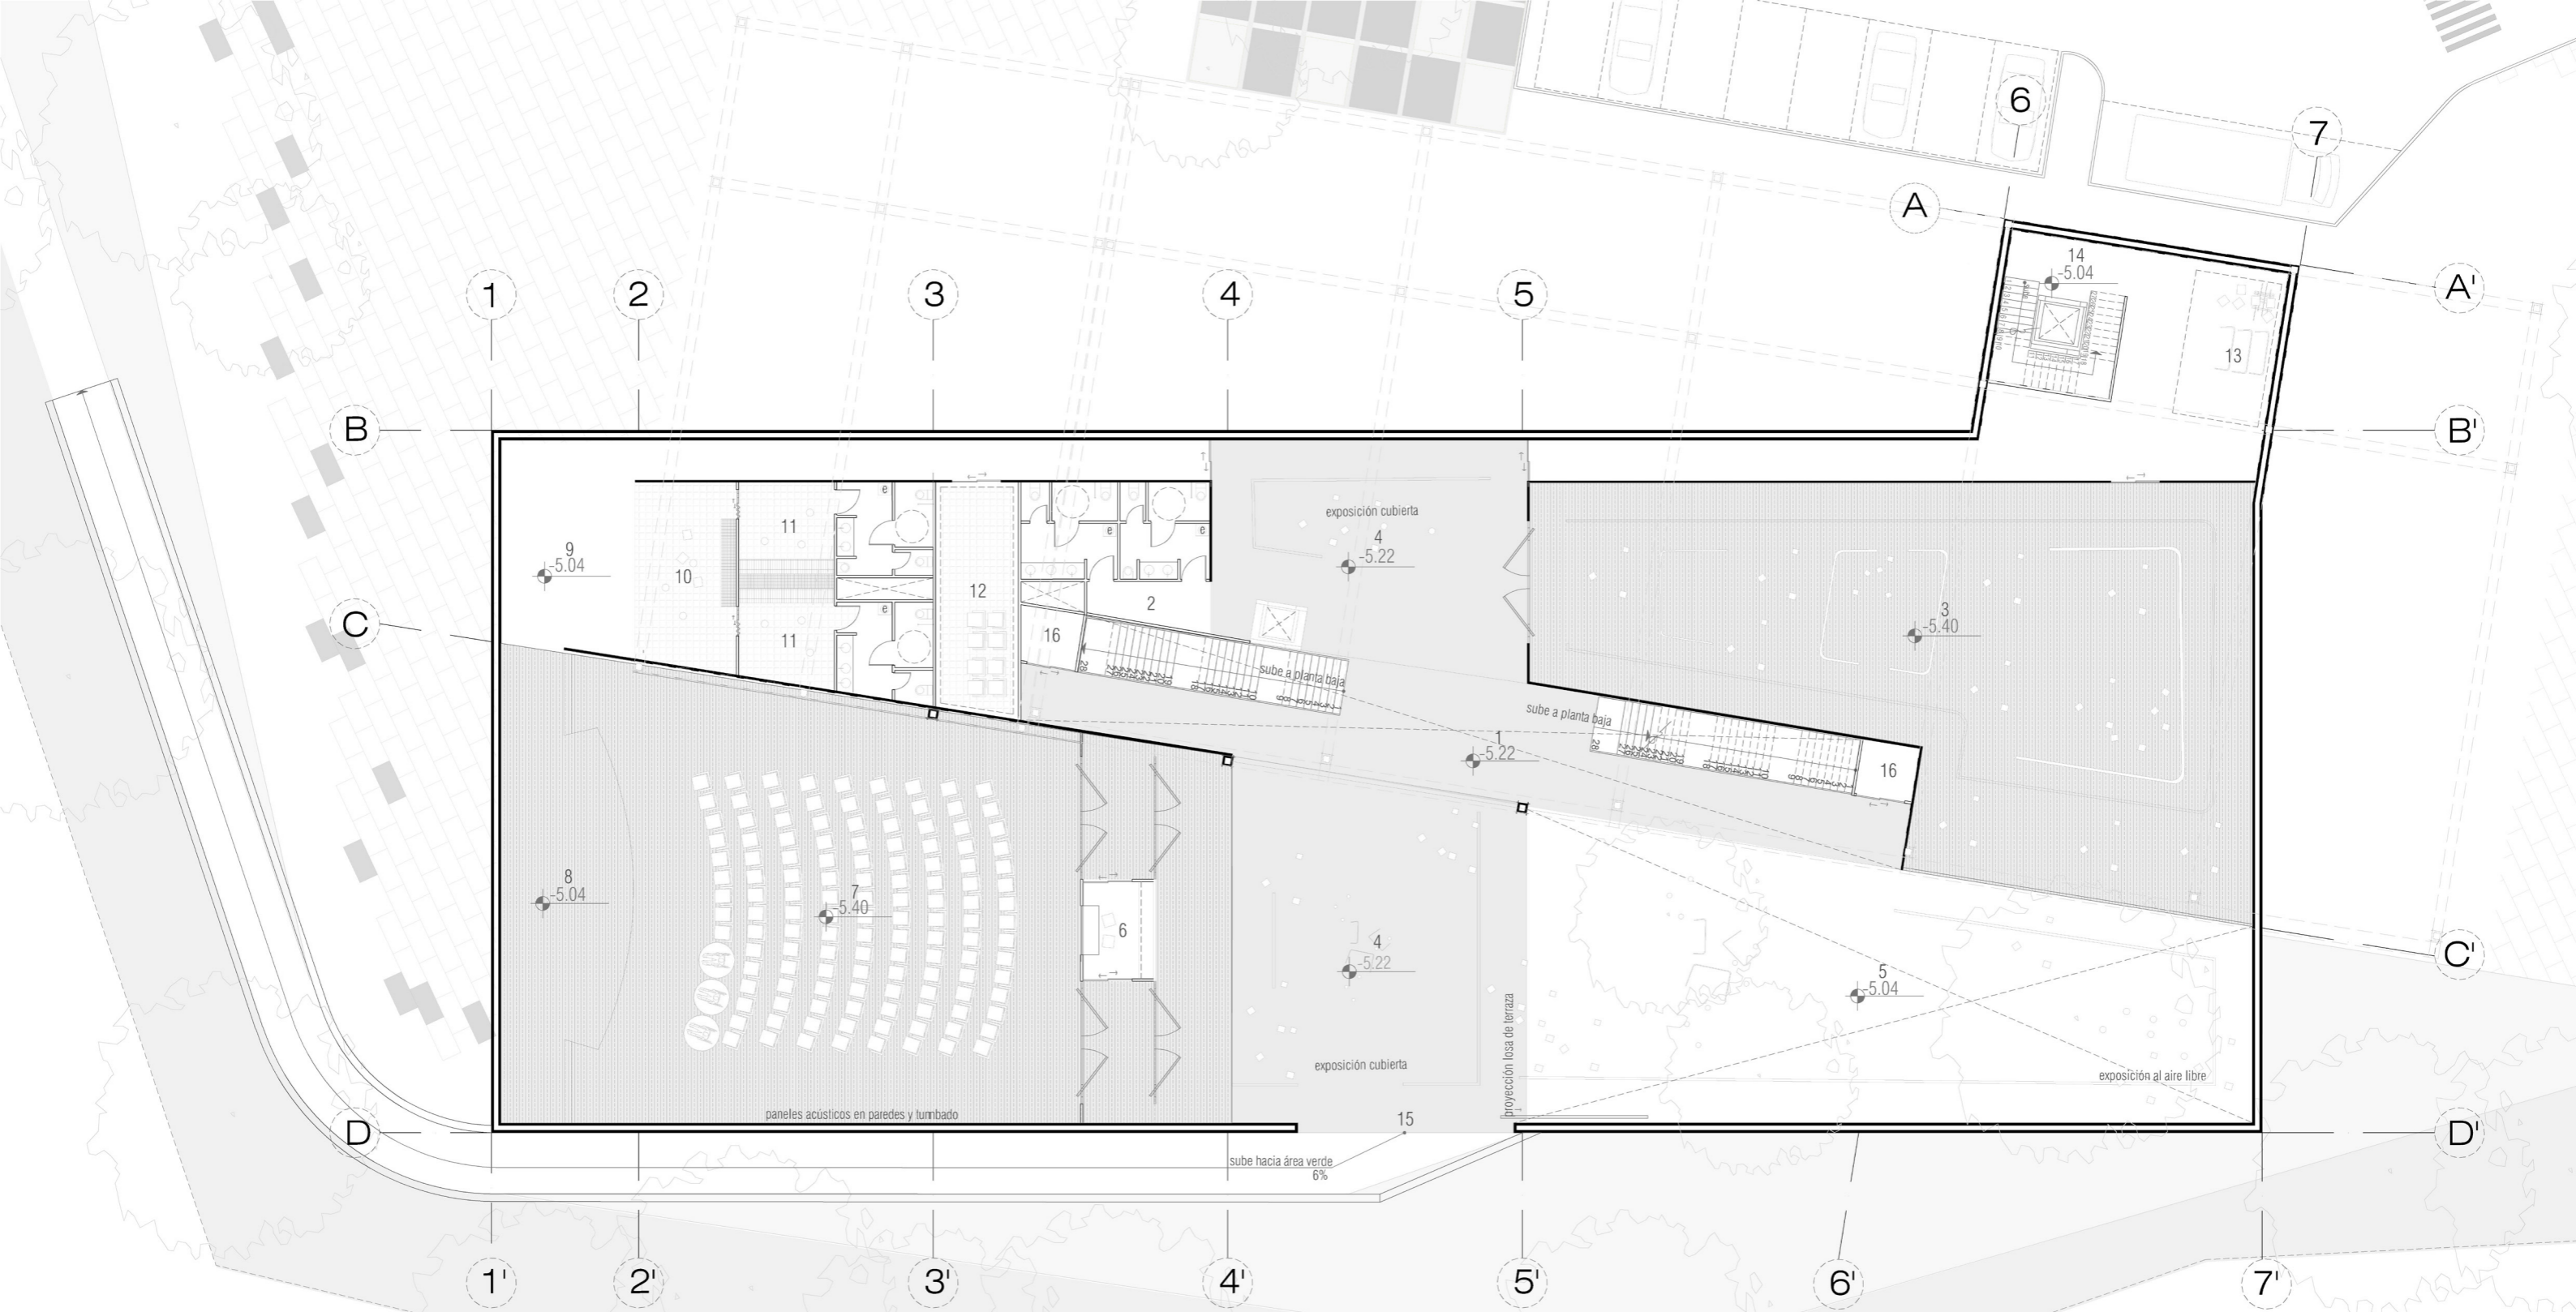 6
7
A
A'
14
-5.04
13
1
2
3
4
5
B
B'
e
e
e
11
exposición cubierta
4
-5.22
9
-5.04
10
12
2
e
11
16
C
3
-5.40
sube a planta baja
28
sube a planta baja
28
1
-5.22
16
8
-5.04
7
-5.40
6
4
-5.22
5
-5.04
C'
proyección losa de terraza
exposición cubierta
exposición al aire libre
paneles acústicos en paredes y tumbado
15
D
D'
sube hacia área verde
6%
1'
2'
3'
4'
5'
6'
7'